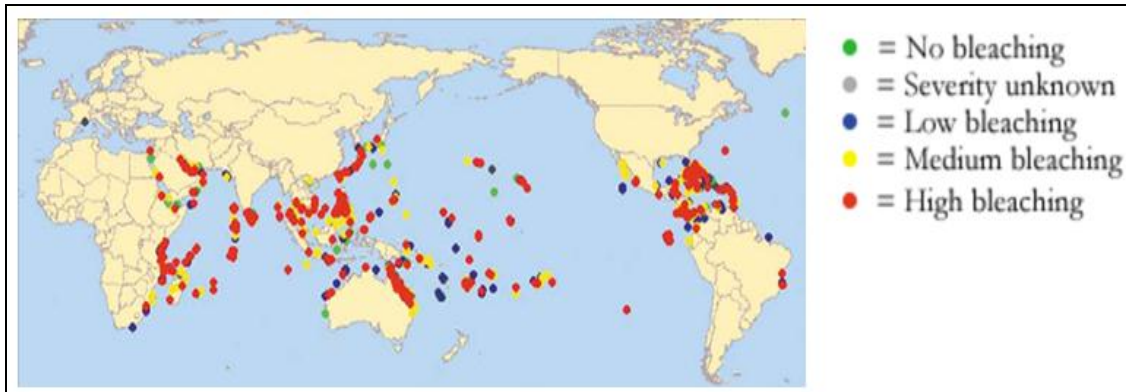 = No bleaching
= Severity unknown
= Low bleaching
= Medium bleaching
= High bleaching